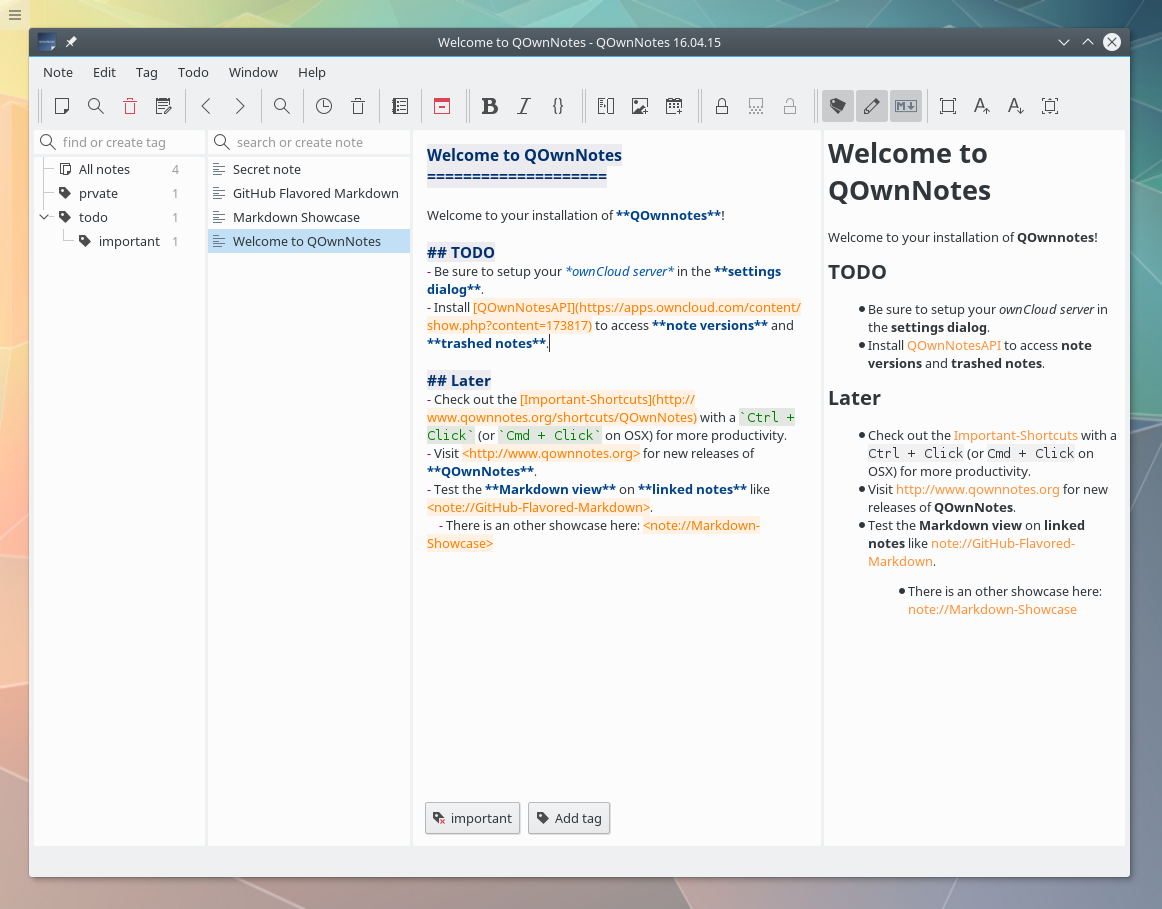 Welcome to QOwnNotes - QOwnNotes 16.04.15
Note Edit Tag Todo Window Help
find or create tag
All notes 4
prvate 1
todo 1
important 1
search or create note
Secret note
GitHub Flavored Markdown
Markdown Showcase
Welcome to QOwnNotes
Welcome to QOwnNotes
====================
Welcome to your installation of **QOwnnotes**!
## TODO
- Be sure to setup your *ownCloud server* in the **settings
dialog**.
- Install [QOwnNotesAPI](https://apps.owncloud.com/content/
show.php?content=173817) to access **note versions** and
**trashed notes**.
## Later
- Check out the [Important-Shortcuts](http://
www.qownnotes.org/shortcuts/QOwnNotes) with a `Ctrl +
Click` (or `Cmd + Click` on OSX) for more productivity.
- Visit <http://www.qownnotes.org> for new releases of
**QOwnNotes**.
- Test the **Markdown view** on **linked notes** like
<note://GitHub-Flavored-Markdown>.
- There is an other showcase here: <note://Markdown-
Showcase>
important Add tag
Welcome to
QOwnNotes
Welcome to your installation of QOwnnotes!
TODO
● Be sure to setup your ownCloud server in
the settings dialog.
● Install QOwnNotesAPI to access note
versions and trashed notes.
Later
● Check out the Important-Shortcuts with a
Ctrl + Click (or Cmd + Click on
OSX) for more productivity.
● Visit http://www.qownnotes.org for new
releases of QOwnNotes.
● Test the Markdown view on linked
notes like note://GitHub-Flavored-
Markdown.
● There is an other showcase here:
note://Markdown-Showcase